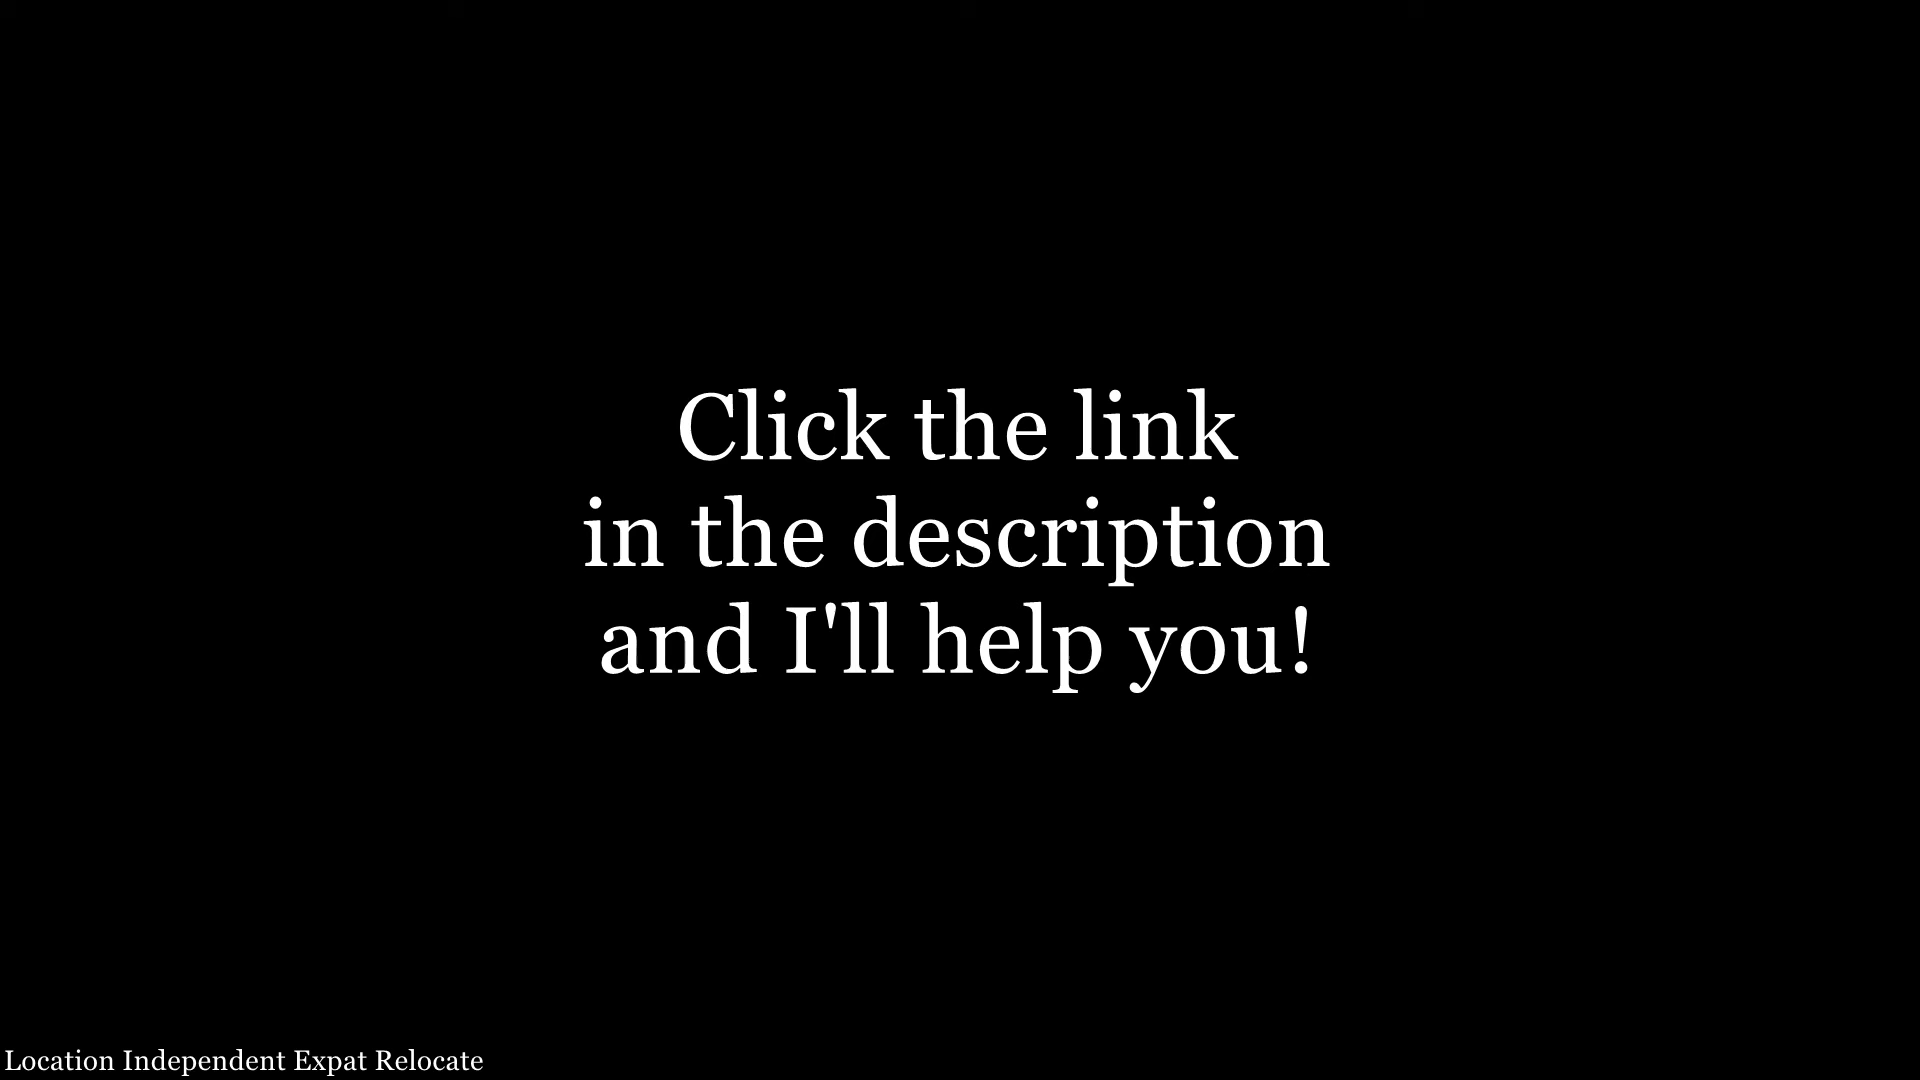 Click the link
in the description
and I'll help you!
Location Independent Expat Relocate